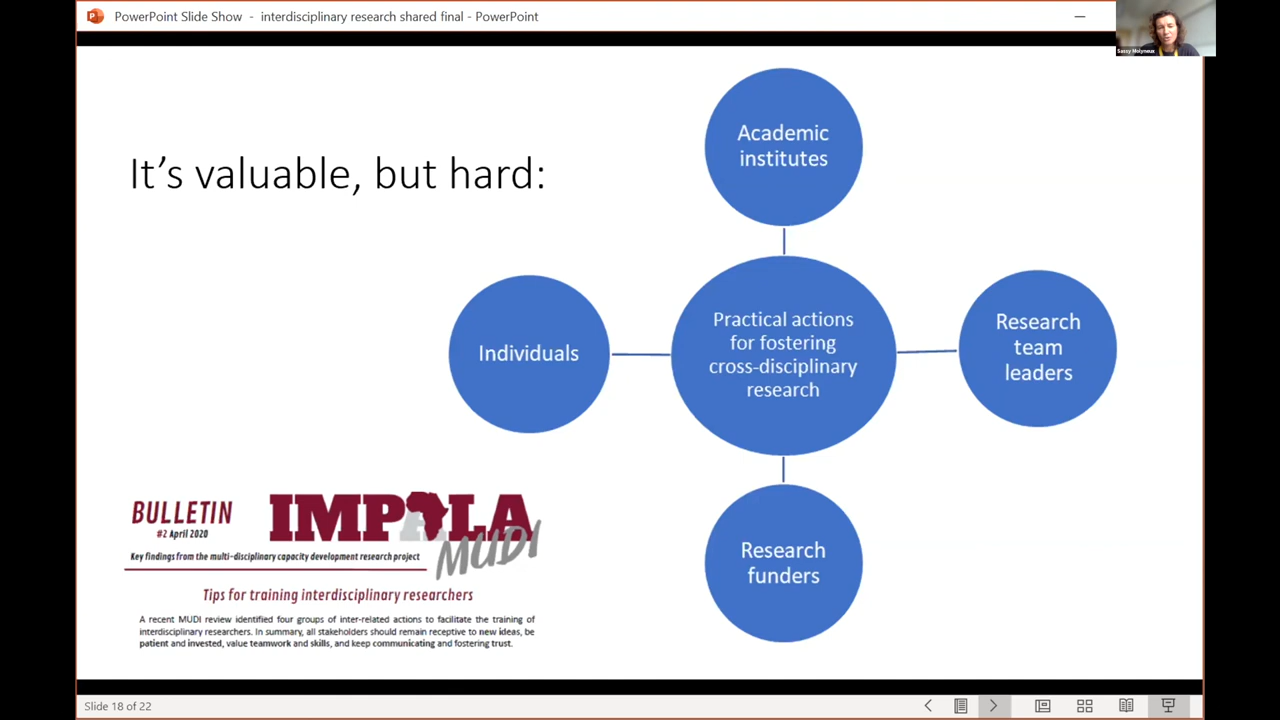 PowerPoint Slide Show - interdisciplinary research shared final - PowerPoint
Sassy Molyneux
It’s valuable, but hard:
Academic
institutes
Individuals
Practical actions
for fostering
cross-disciplinary
research
Research
team
leaders
Research
funders
BULLETIN
#2 April 2020
IMPALA
MUDI
Key findings from the multi-disciplinary capacity development research project
Tips for training interdisciplinary researchers
A recent MUDI review identified four groups of inter-related actions to facilitate the training of
interdisciplinary researchers. In summary, all stakeholders should remain receptive to new ideas, be
patient and invested, value teamwork and skills, and keep communicating and fostering trust.
Slide 18 of 22